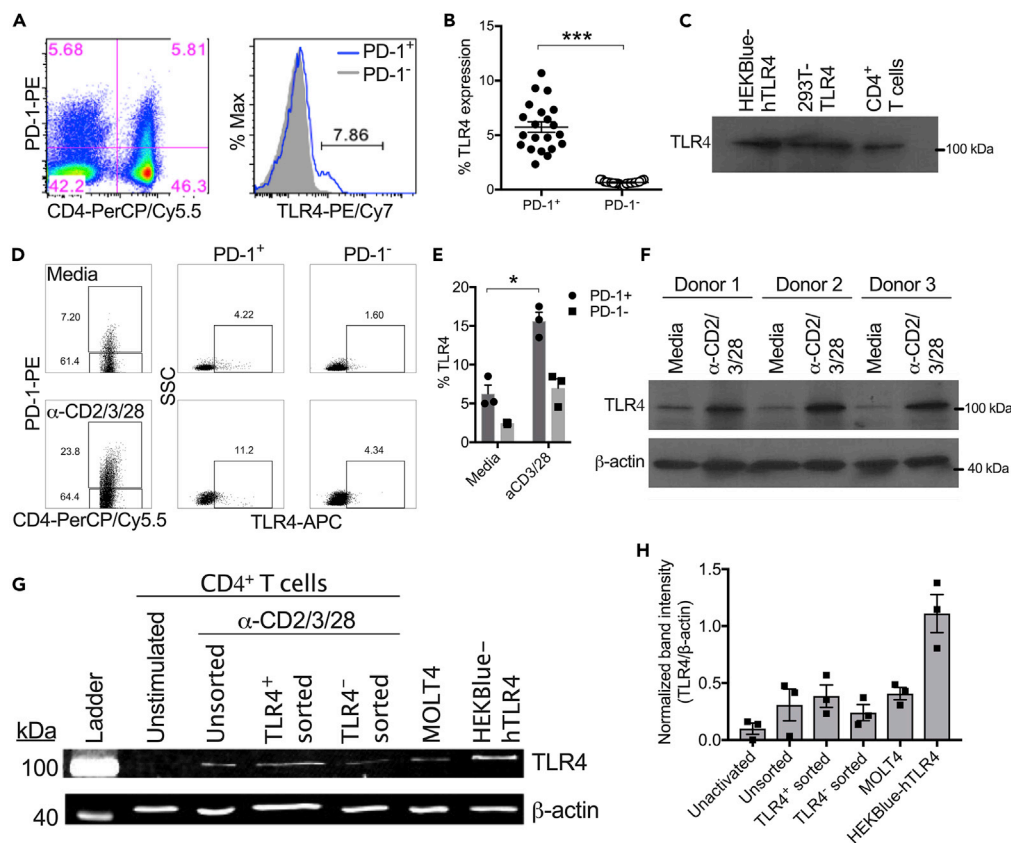 A
5.68
5.81
42.2
46.3
PD-1-PE
CD4-PerCP/Cy5.5
PD-1⁺
PD-1⁻
7.86
% Max
TLR4-PE/Cy7
B
***
15
10
5
0
% TLR4 expression
PD-1⁺
PD-1⁻
C
HEKBlue-
hTLR4
293T-
TLR4
CD4⁺
T cells
TLR4
100 kDa
D
PD-1⁺
PD-1⁻
Media
7.20
61.4
4.22
1.60
PD-1-PE
SSC
α-CD2/3/28
23.8
64.4
11.2
4.34
CD4-PerCP/Cy5.5
TLR4-APC
E
*
PD-1+
PD-1-
20
15
10
5
0
% TLR4
Media
aCD3/28
F
Donor 1
Donor 2
Donor 3
Media
α-CD2/
3/28
Media
α-CD2/
3/28
Media
α-CD2/
3/28
TLR4
100 kDa
β-actin
40 kDa
G
CD4⁺ T cells
α-CD2/3/28
kDa
Ladder
Unstimulated
Unsorted
TLR4⁺
sorted
TLR4⁻
sorted
MOLT4
HEKBlue–
hTLR4
100
TLR4
40
β-actin
H
1.5
1.0
0.5
0.0
Normalized band intensity
(TLR4/β-actin)
Unactivated
Unsorted
TLR4⁺ sorted
TLR4⁻ sorted
MOLT4
HEKBlue-hTLR4